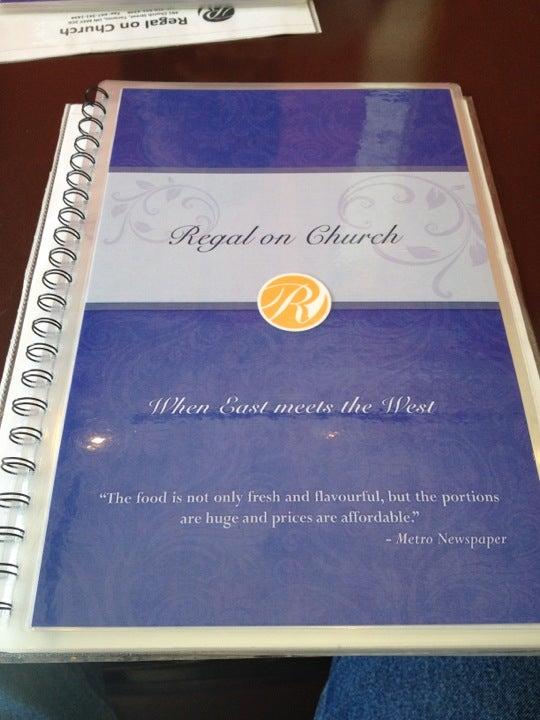 Regal on Church
Regal on Church
R
When East meets the West
“The food is not only fresh and flavourful, but the portions
are huge and prices are affordable.”
- Metro Newspaper